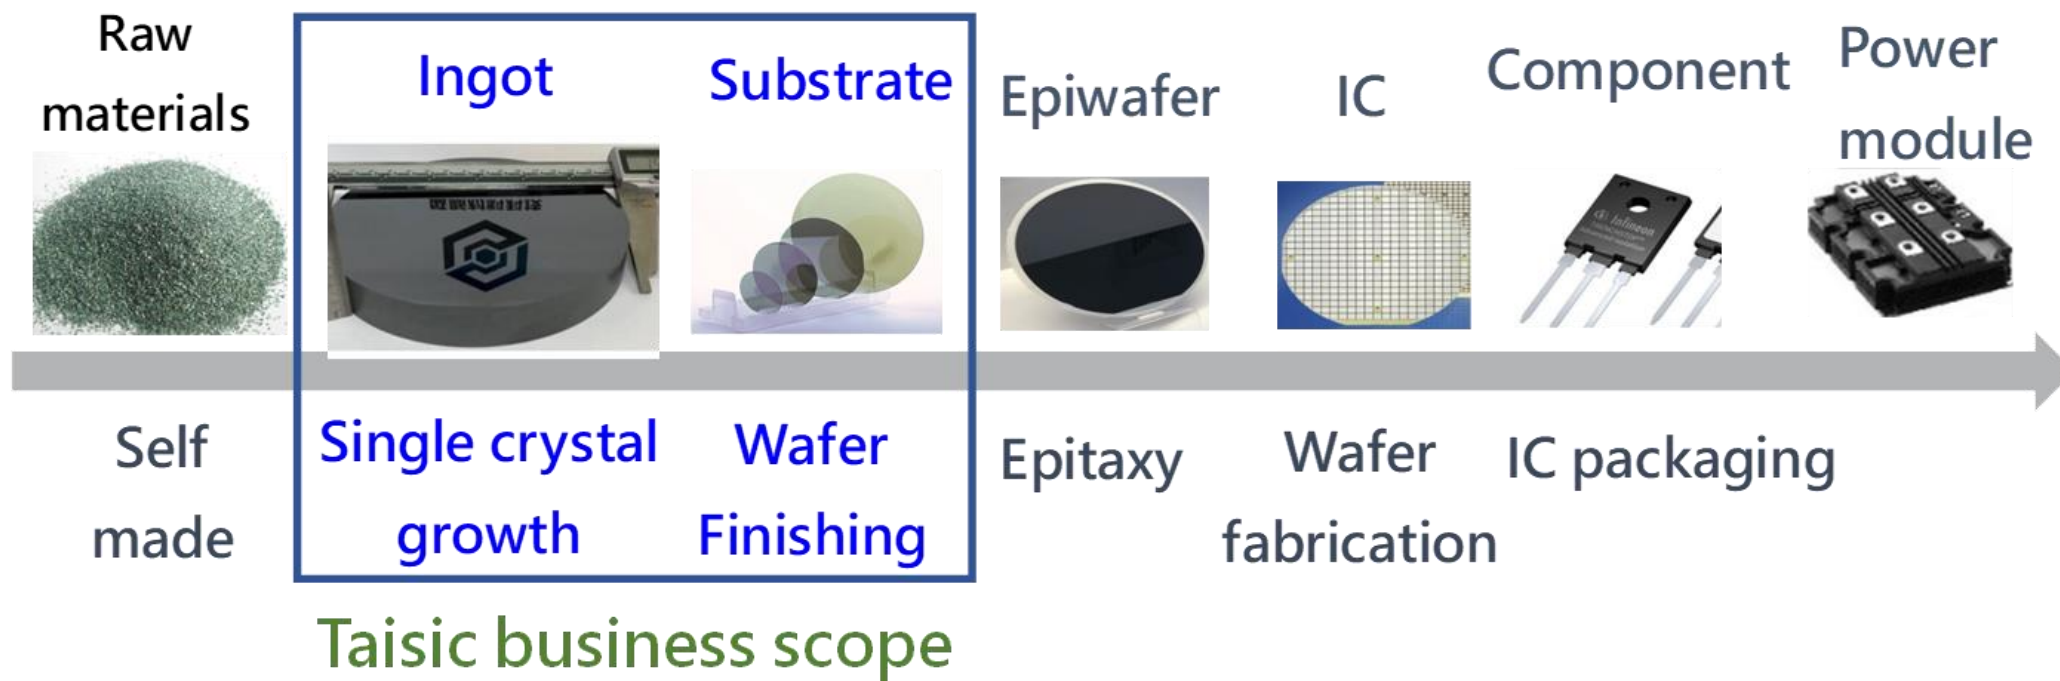 Raw
materials
Ingot
Substrate
Epiwafer
IC
Component
Power
module
Infineon
Self
made
Single crystal
growth
Wafer
Finishing
Epitaxy
Wafer
fabrication
IC packaging
Taisic business scope